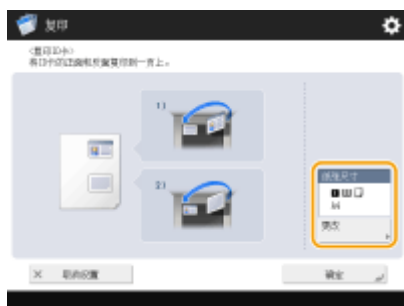 复印
<复印ID卡>
将ID卡的正面和反面复印到一页上。
1)
2)
纸张尺寸
更改
× 取消设置
确定